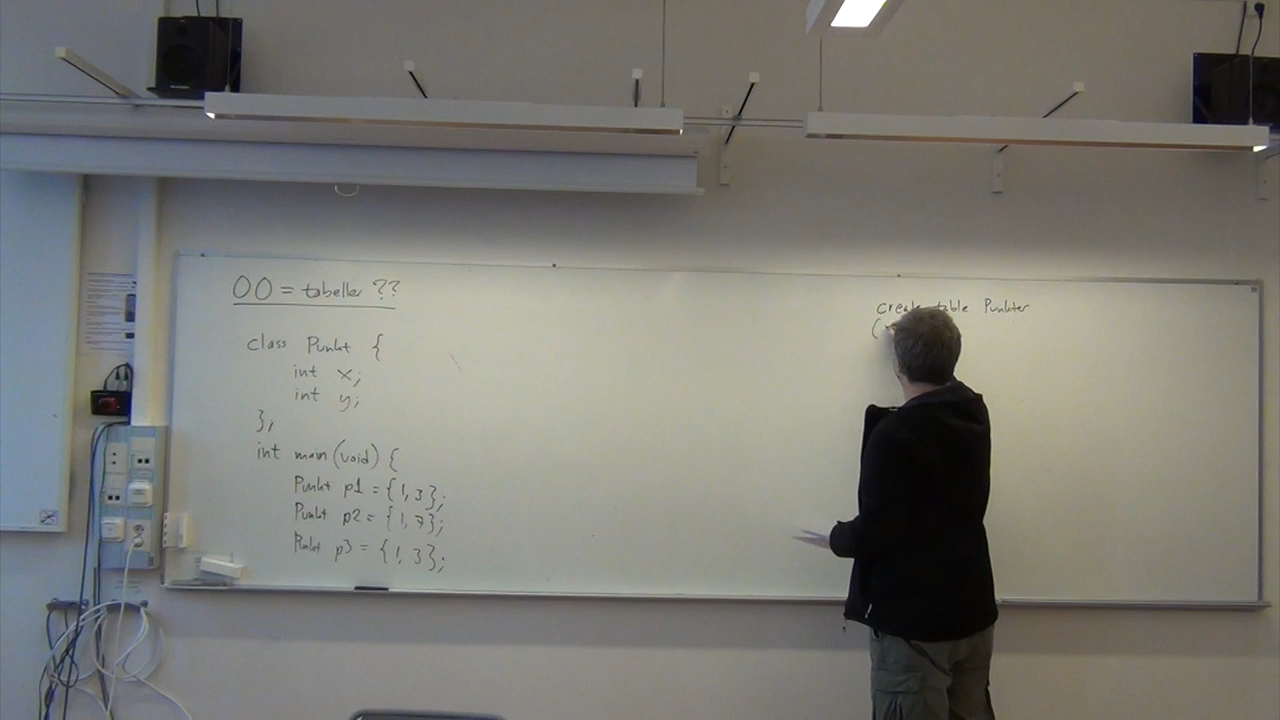 OO = tabeller ??
class Punkt {
int x;
int y;
};
int main (void) {
Punkt p1 = {1, 3};
Punkt p2 = {1, 7};
Punkt p3 = {1, 3};
create table Punkter
(